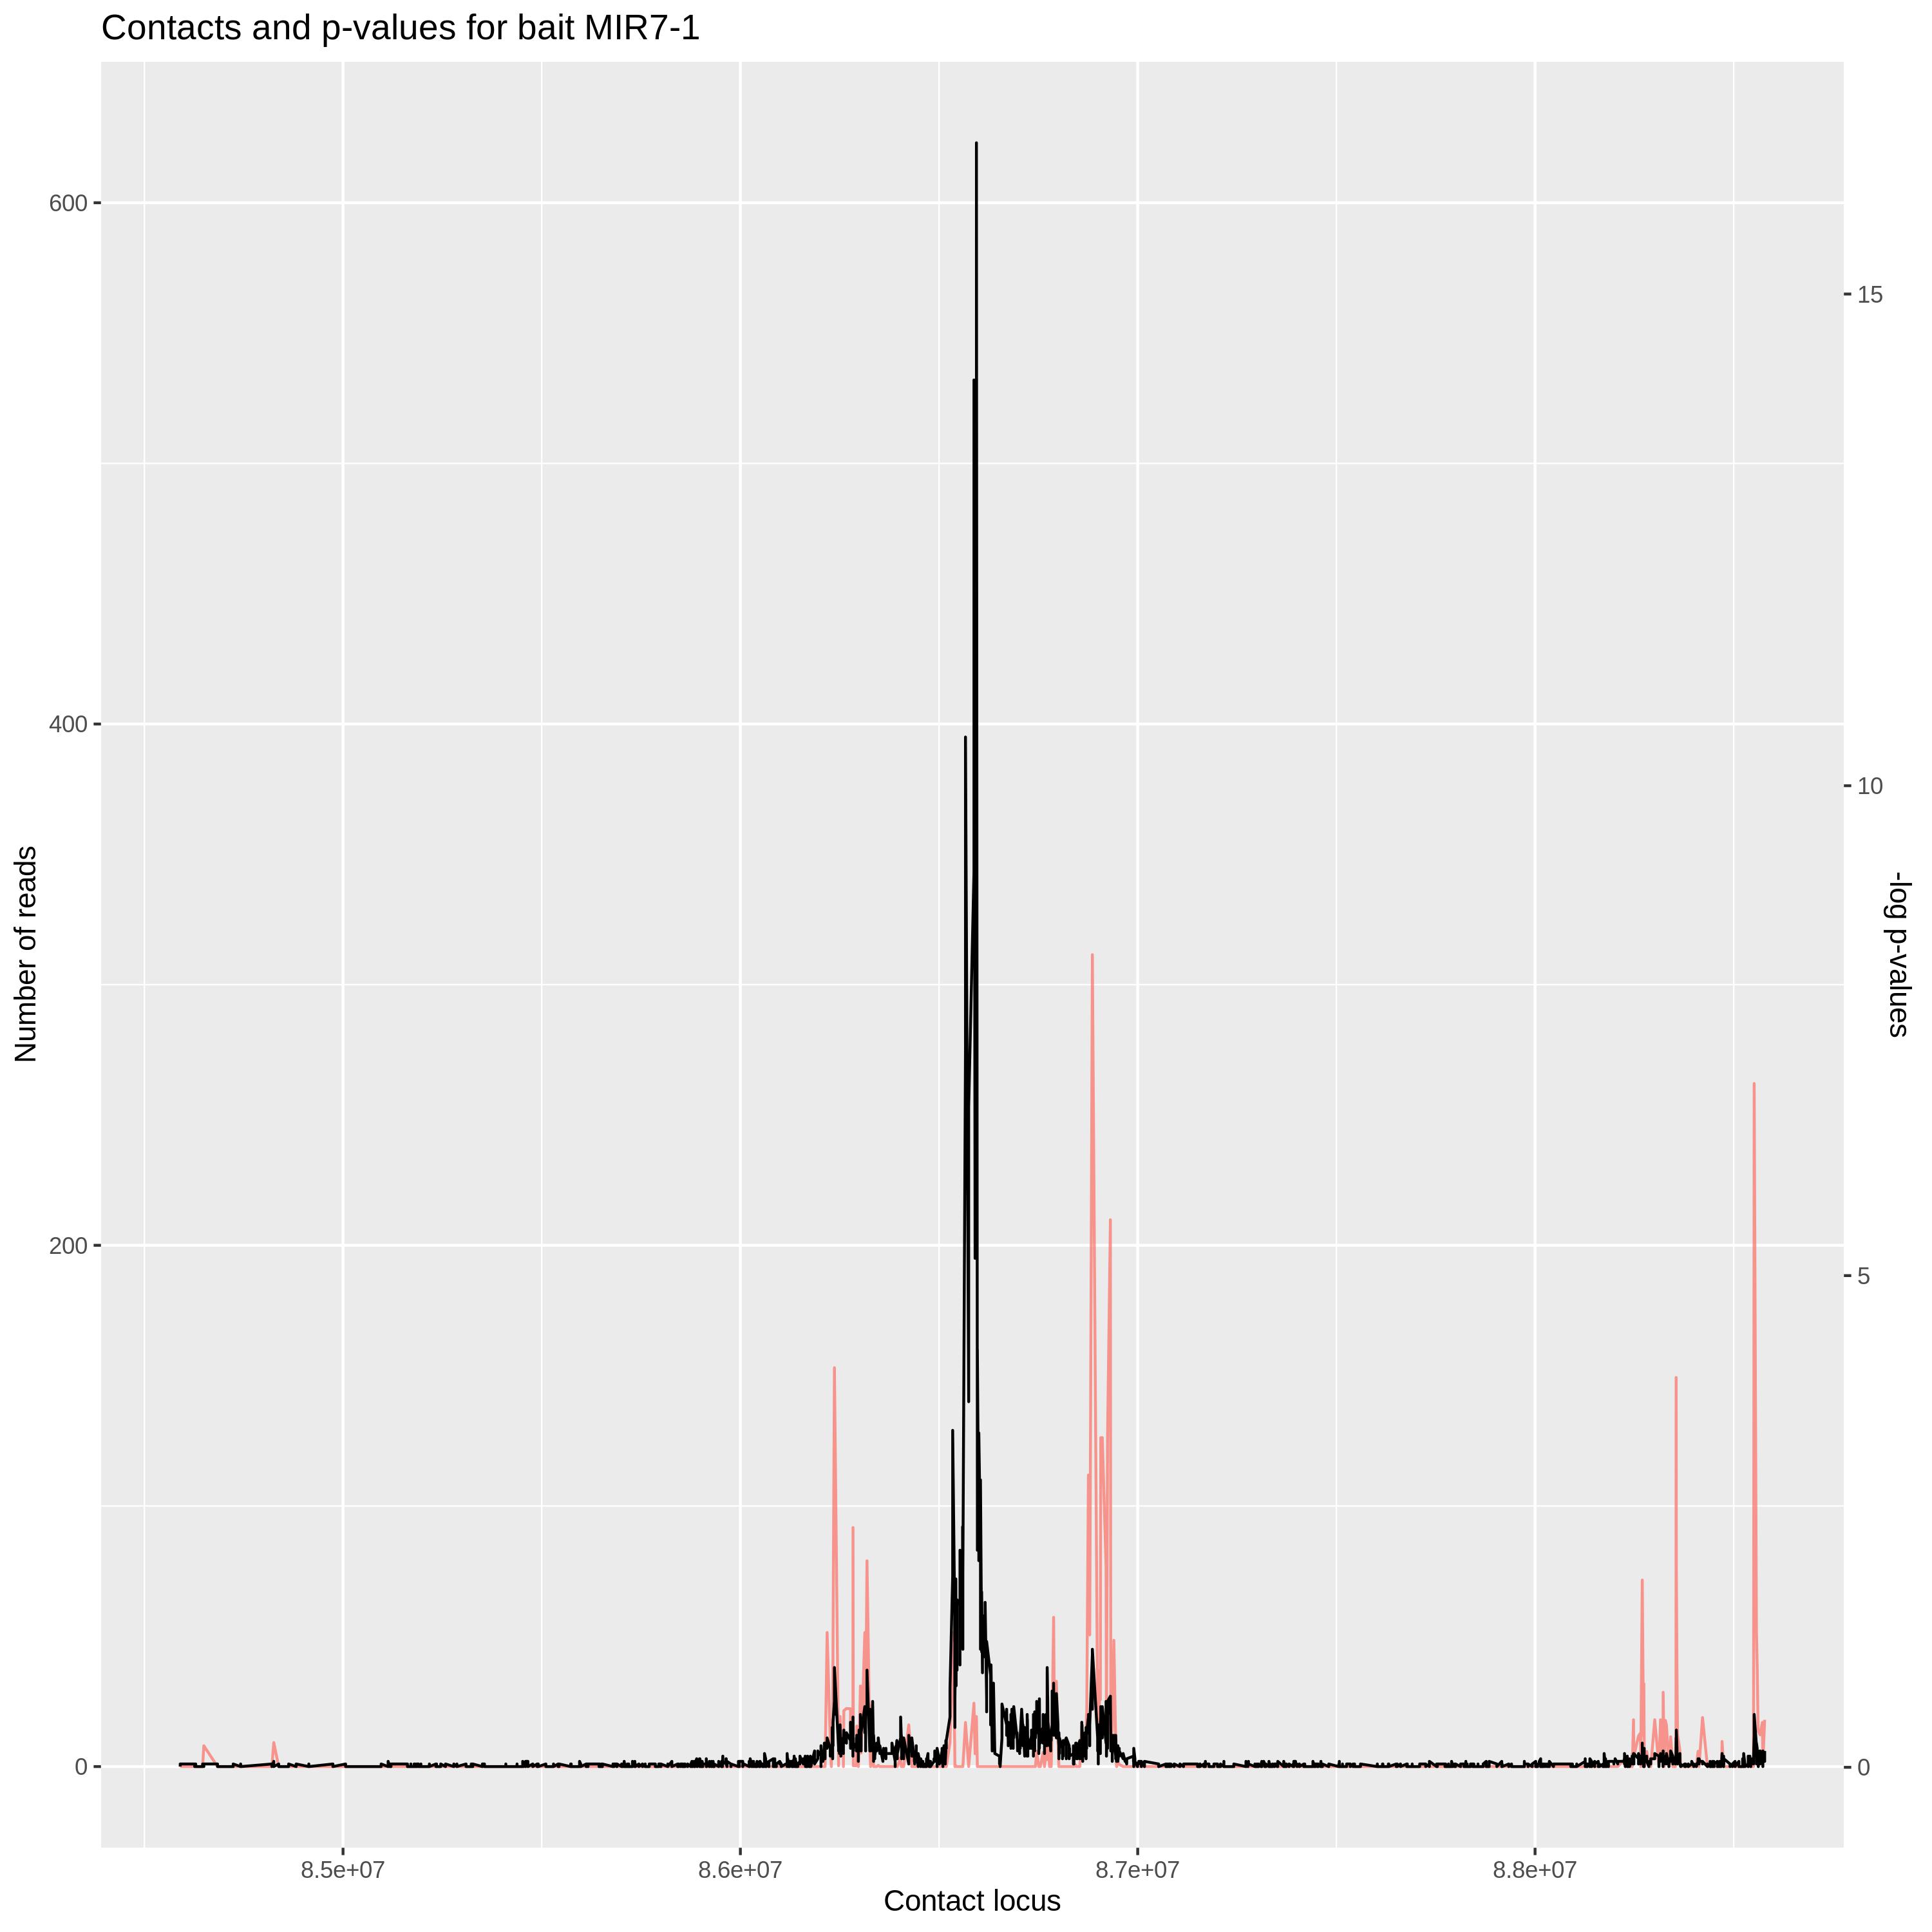 Contacts and p-values for bait MIR7-1
600
400
200
0
Number of reads
15
10
5
0
-log p-values
8.5e+07 8.6e+07 8.7e+07 8.8e+07
Contact locus